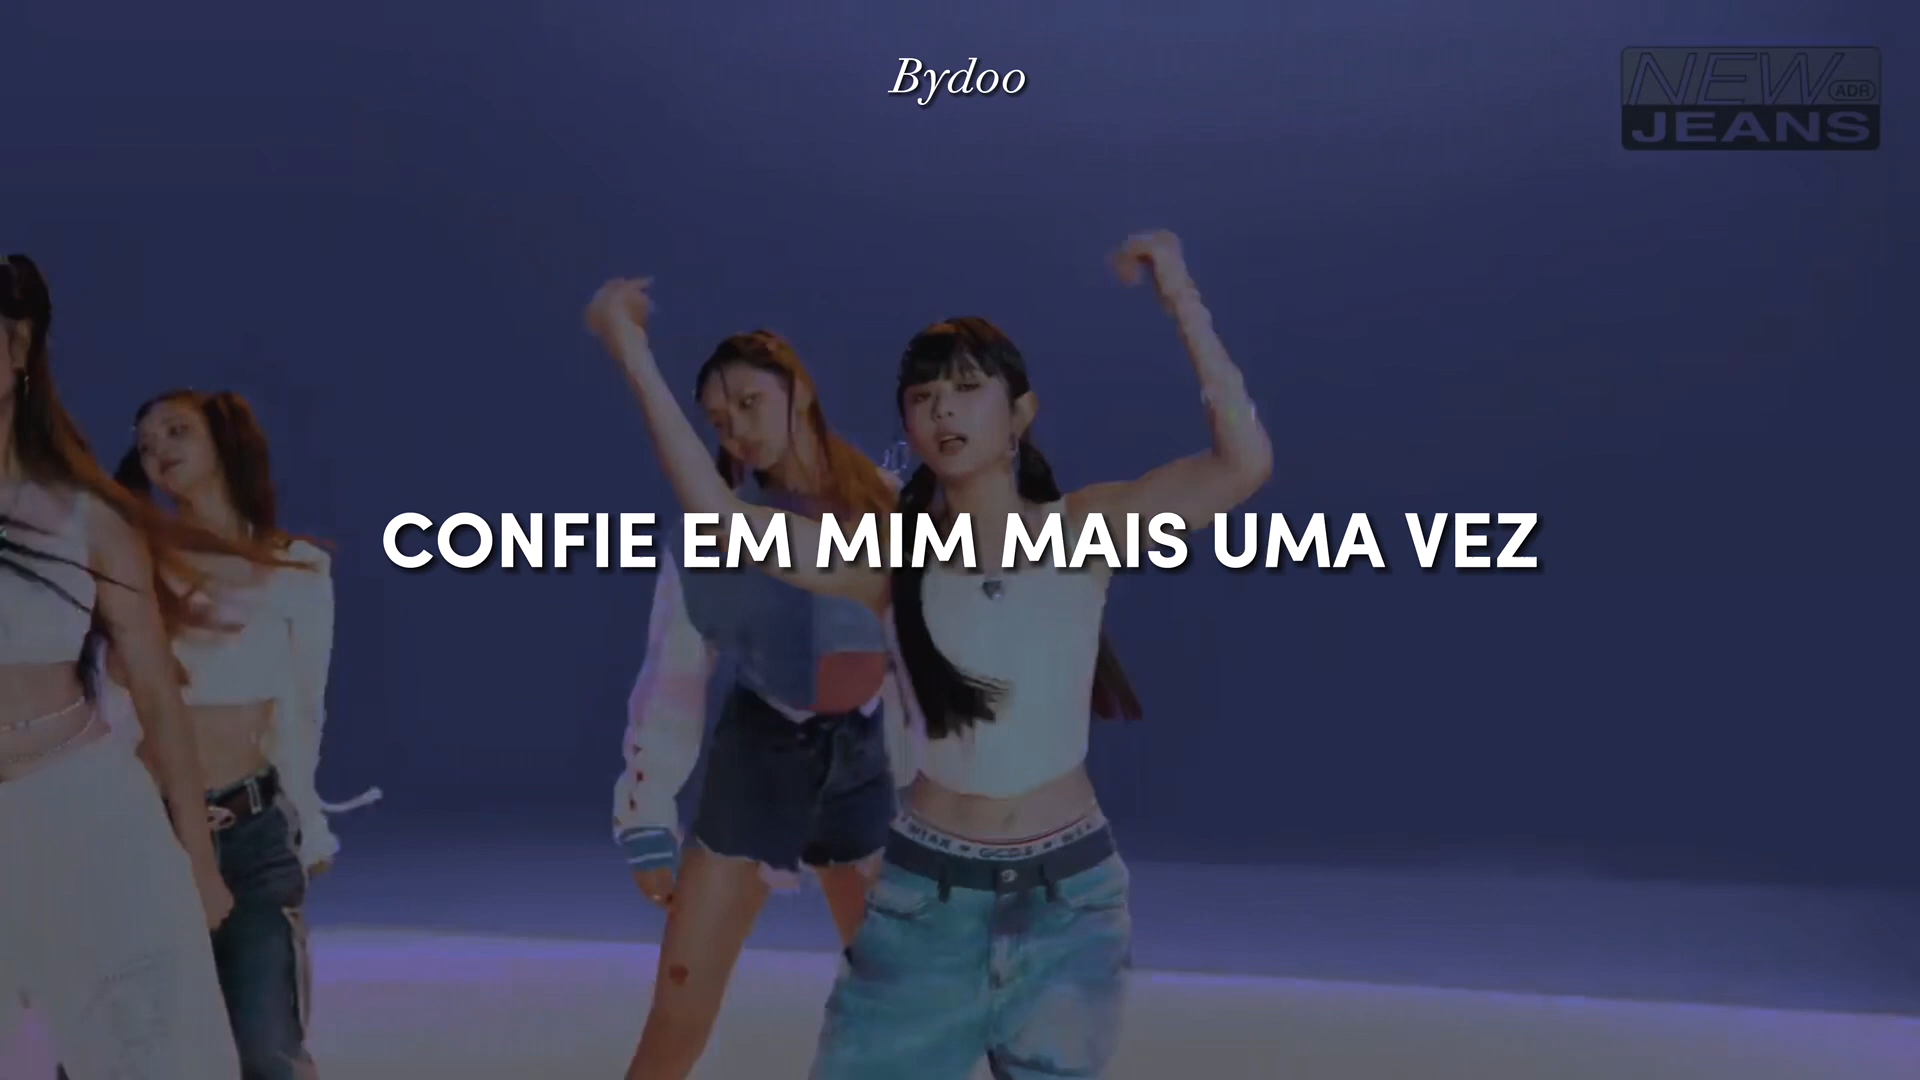 Bydoo
NEW
ADR
JEANS
CONFIE EM MIM MAIS UMA VEZ